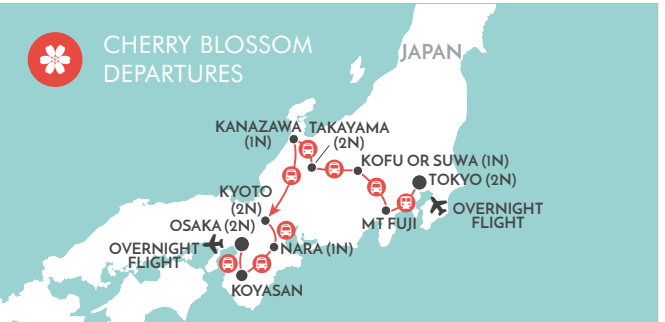 CHERRY BLOSSOM
DEPARTURES
JAPAN
KANAZAWA
(1N)
TAKAYAMA
(2N)
KOFU OR SUWA (1N)
TOKYO (2N)
KYOTO
(2N)
OVERNIGHT
FLIGHT
MT FUJI
OSAKA (2N)
OVERNIGHT
FLIGHT
NARA (1N)
KOYASAN